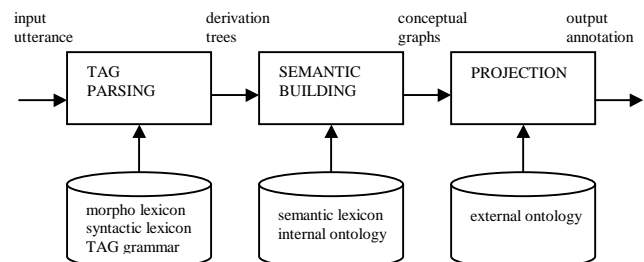 input
utterance
derivation
trees
conceptual
graphs
output
annotation
TAG
PARSING
SEMANTIC
BUILDING
PROJECTION
morpho lexicon
syntactic lexicon
TAG grammar
semantic lexicon
internal ontology
external ontology